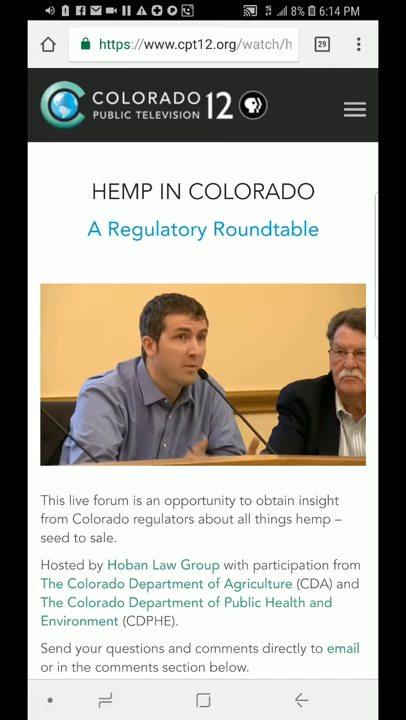 8% 6:14 PM
https://www.cpt12.org/watch/h
29
COLORADO 12
PUBLIC TELEVISION
HEMP IN COLORADO
A Regulatory Roundtable
This live forum is an opportunity to obtain insight
from Colorado regulators about all things hemp –
seed to sale.
Hosted by Hoban Law Group with participation from
The Colorado Department of Agriculture (CDA) and
The Colorado Department of Public Health and
Environment (CDPHE).
Send your questions and comments directly to email
or in the comments section below.